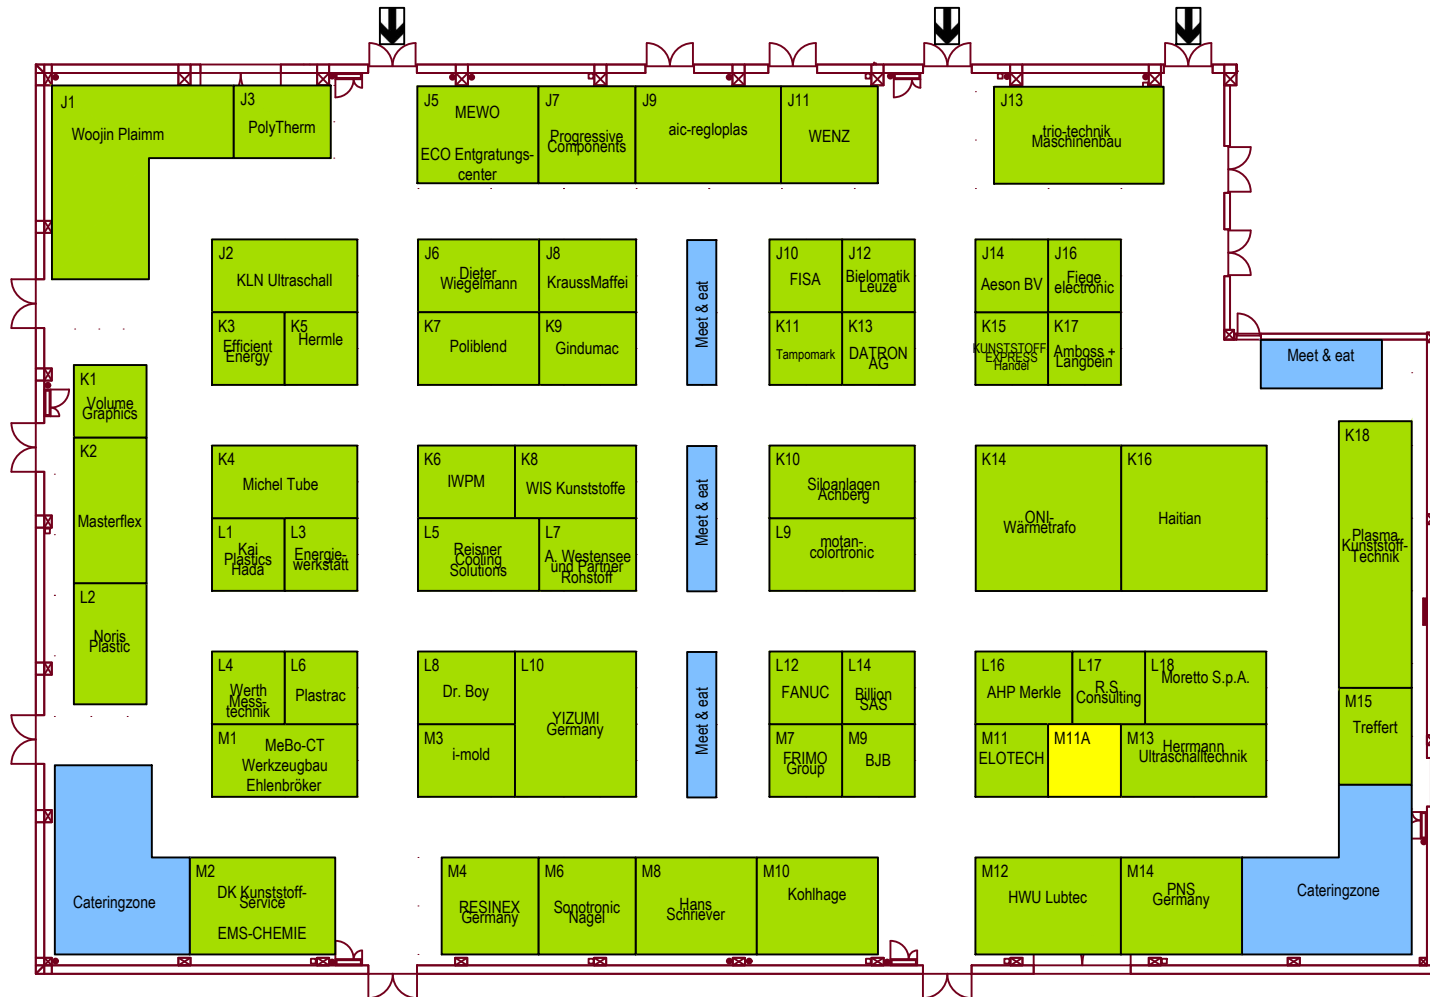 J1
Woojin Plaimm
J3
PolyTherm
J5
MEWO
ECO Entgratungs-
center
J7
Progressive
Components
J9
aic-regloplas
J11
WENZ
J13
trio-technik
Maschinenbau
J2
KLN Ultraschall
K3
Efficient
Energy
K5
Hermle
J6
Dieter
Wiegelmann
J8
KraussMaffei
K7
Poliblend
K9
Gindumac
Meet & eat
J10
FISA
J12
Bielomatik
Leuze
K11
Tampomark
K13
DATRON
AG
J14
Aeson BV
J16
Fiege
electronic
K15
KUNSTSTOFF
EXPRESS
Handel
K17
Amboss +
Langbein
Meet & eat
K1
Volume
Graphics
K2
Masterflex
L2
Noris
Plastic
K4
Michel Tube
L1
Kai
Plastics
Hada
L3
Energie-
werkstatt
K6
IWPM
K8
WIS Kunststoffe
L5
Reisner
Cooling
Solutions
L7
A. Westensee
und Partner
Rohstoff
Meet & eat
K10
Siloanlagen
Achberg
L9
motan-
colortronic
K14
ONI-
Wärmetrafo
K16
Haitian
K18
Plasma
Kunststoff-
Technik
L4
Werth
Mess-
technik
L6
Plastrac
M1
MeBo-CT
Werkzeugbau
Ehlenbröker
L8
Dr. Boy
L10
YIZUMI
Germany
M3
i-mold
Meet & eat
L12
FANUC
L14
Billion
SAS
M7
FRIMO
Group
M9
BJB
L16
AHP Merkle
L17
R.S.
Consulting
L18
Moretto S.p.A.
M11
ELOTECH
M11A
M13
Herrmann
Ultraschalltechnik
M15
Treffert
Cateringzone
M2
DK Kunststoff-
Service
EMS-CHEMIE
M4
RESINEX
Germany
M6
Sonotronic
Nagel
M8
Hans
Schriever
M10
Kohlhage
M12
HWU Lubtec
M14
PNS
Germany
Cateringzone